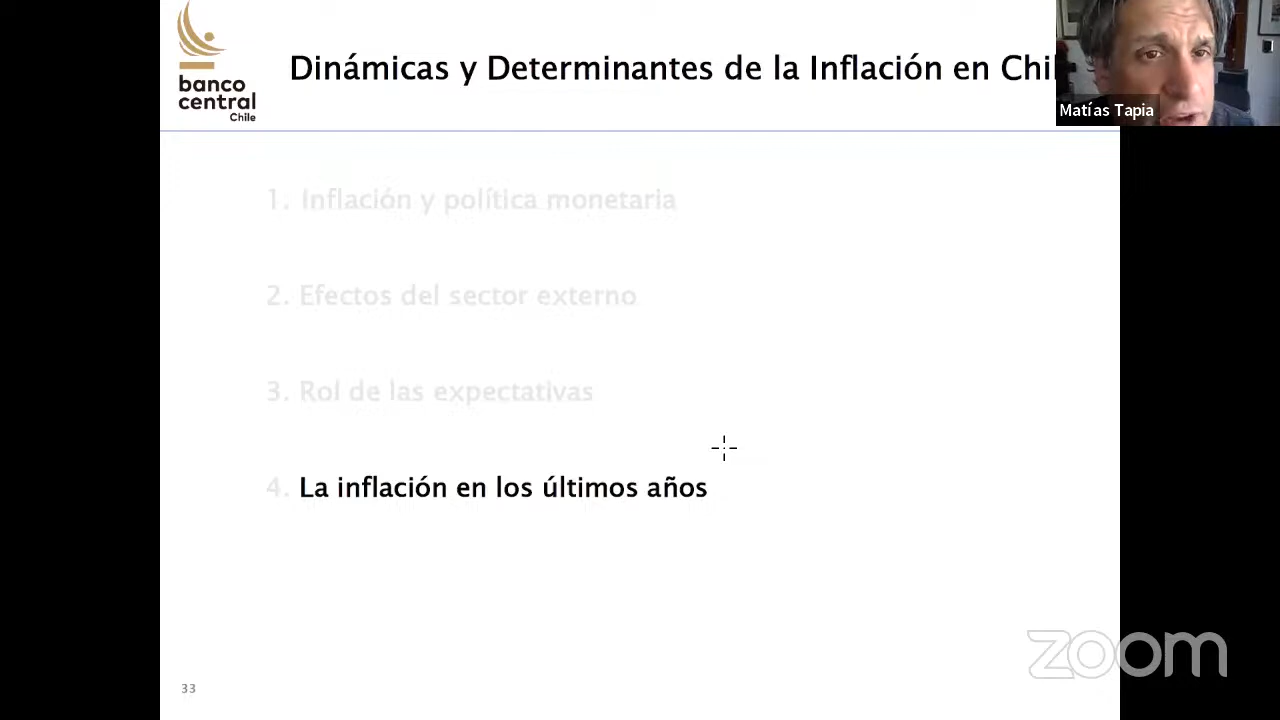 banco
central
Chile
Dinámicas y Determinantes de la Inflación en Chi
Matías Tapia
1. Inflación y política monetaria
2. Efectos del sector externo
3. Rol de las expectativas
4. La inflación en los últimos años
33
zoom